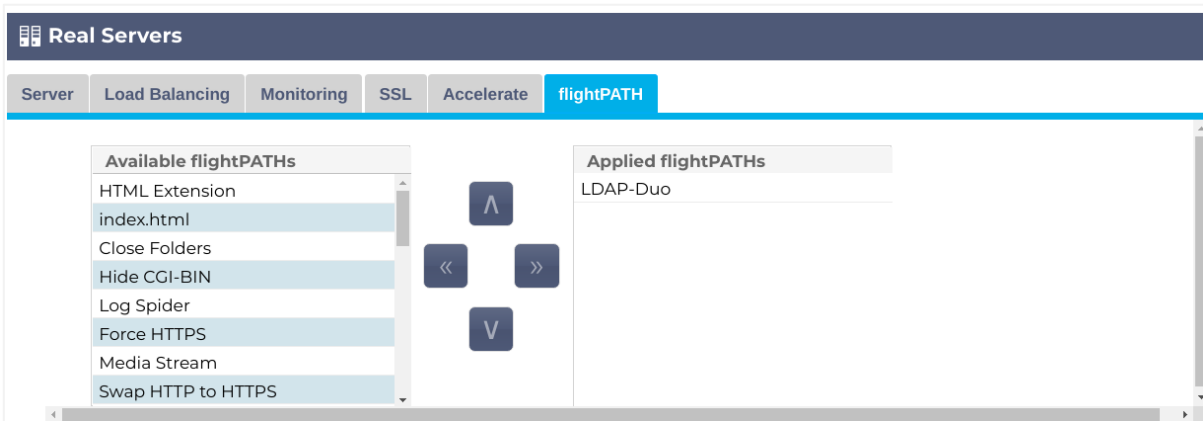 Real Servers
Server Load Balancing Monitoring SSL Accelerate flightPATH
Available flightPATHs
HTML Extension
index.html
Close Folders
Hide CGI-BIN
Log Spider
Force HTTPS
Media Stream
Swap HTTP to HTTPS
Applied flightPATHs
LDAP-Duo